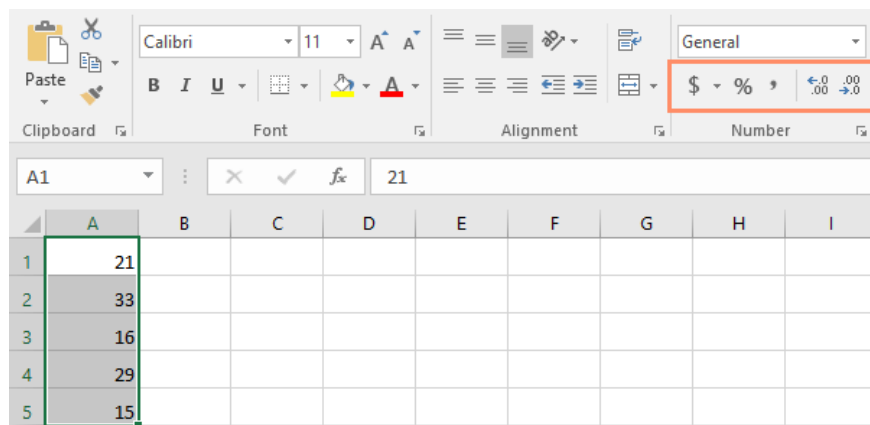 Calibri 11 A A General
Paste B I U A $ % , .0 .00 .00 .0
Clipboard Font Alignment Number
A1 fx 21
A B C D E F G H I
1 21
2 33
3 16
4 29
5 15